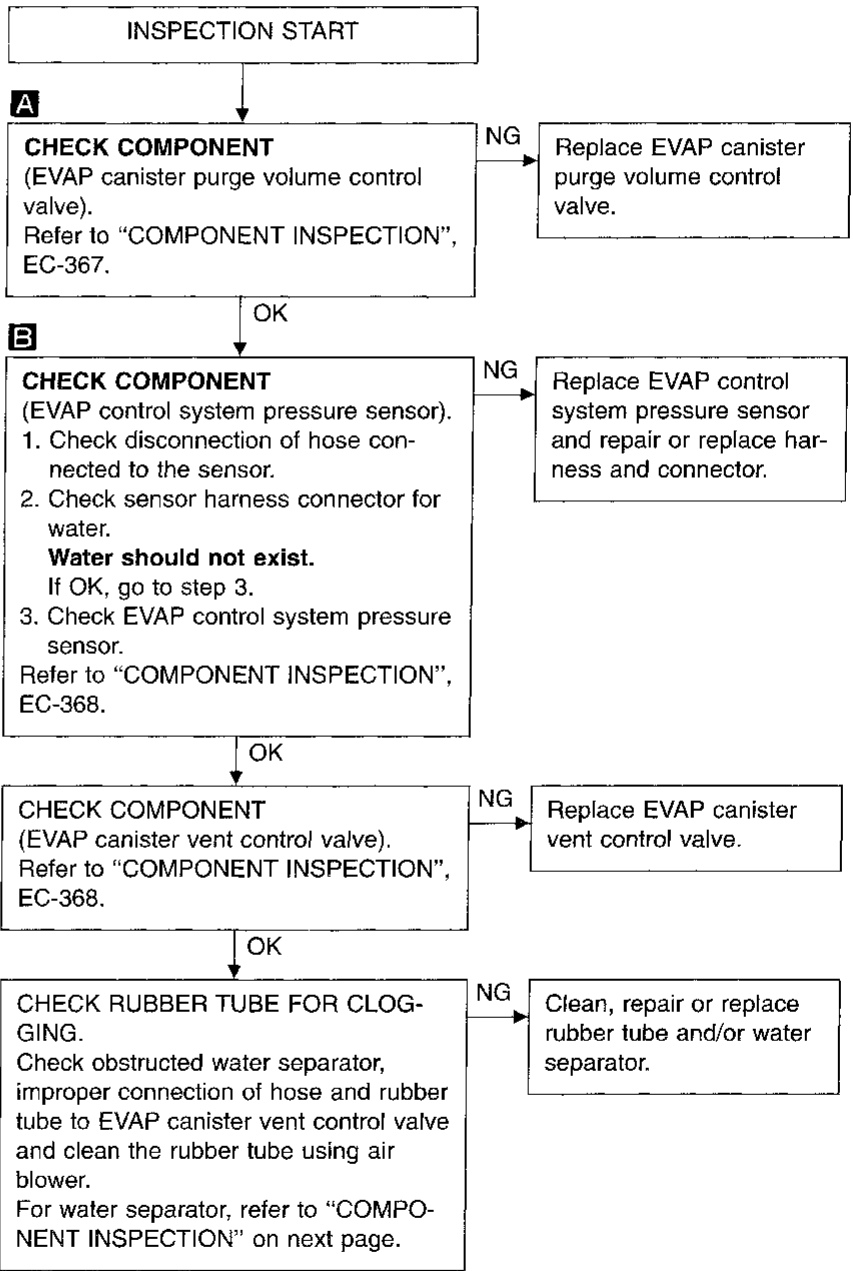 INSPECTION START
A
CHECK COMPONENT
(EVAP canister purge volume control
valve).
Refer to “COMPONENT INSPECTION”,
EC-367.
NG
Replace EVAP canister
purge volume control
valve.
OK
B
CHECK COMPONENT
(EVAP control system pressure sensor).
1. Check disconnection of hose con-
nected to the sensor.
2. Check sensor harness connector for
water.
Water should not exist.
If OK, go to step 3.
3. Check EVAP control system pressure
sensor.
Refer to “COMPONENT INSPECTION”,
EC-368.
NG
Replace EVAP control
system pressure sensor
and repair or replace har-
ness and connector.
OK
CHECK COMPONENT
(EVAP canister vent control valve).
Refer to “COMPONENT INSPECTION”,
EC-368.
NG
Replace EVAP canister
vent control valve.
OK
CHECK RUBBER TUBE FOR CLOG-
GING.
Check obstructed water separator,
improper connection of hose and rubber
tube to EVAP canister vent control valve
and clean the rubber tube using air
blower.
For water separator, refer to “COMPO-
NENT INSPECTION” on next page.
NG
Clean, repair or replace
rubber tube and/or water
separator.